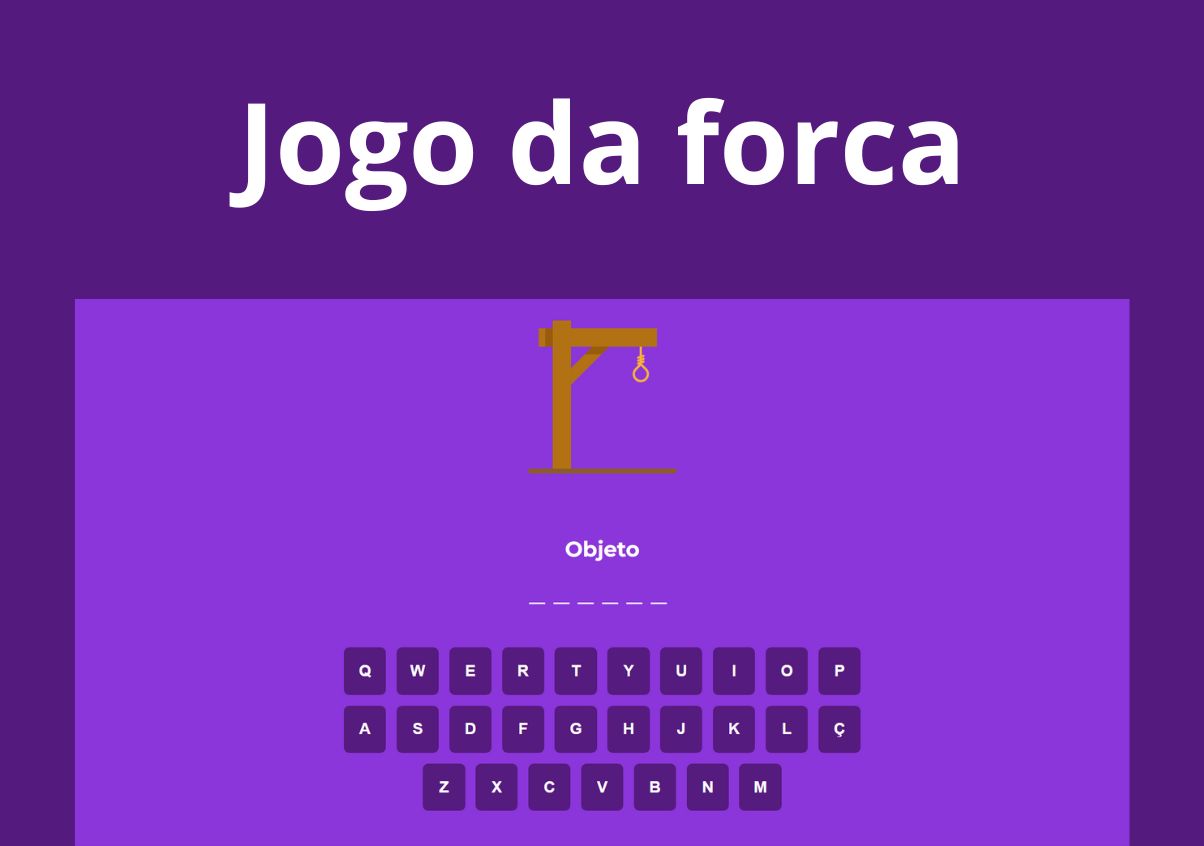 Jogo da forca
Objeto
_ _ _ _ _ _
Q W E R T Y U I O P
A S D F G H J K L Ç
Z X C V B N M